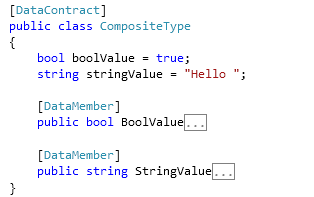 [DataContract]
public class CompositeType
{
    bool boolValue = true;
    string stringValue = "Hello ";
    [DataMember]
    public bool BoolValue...
    [DataMember]
    public string StringValue...
}